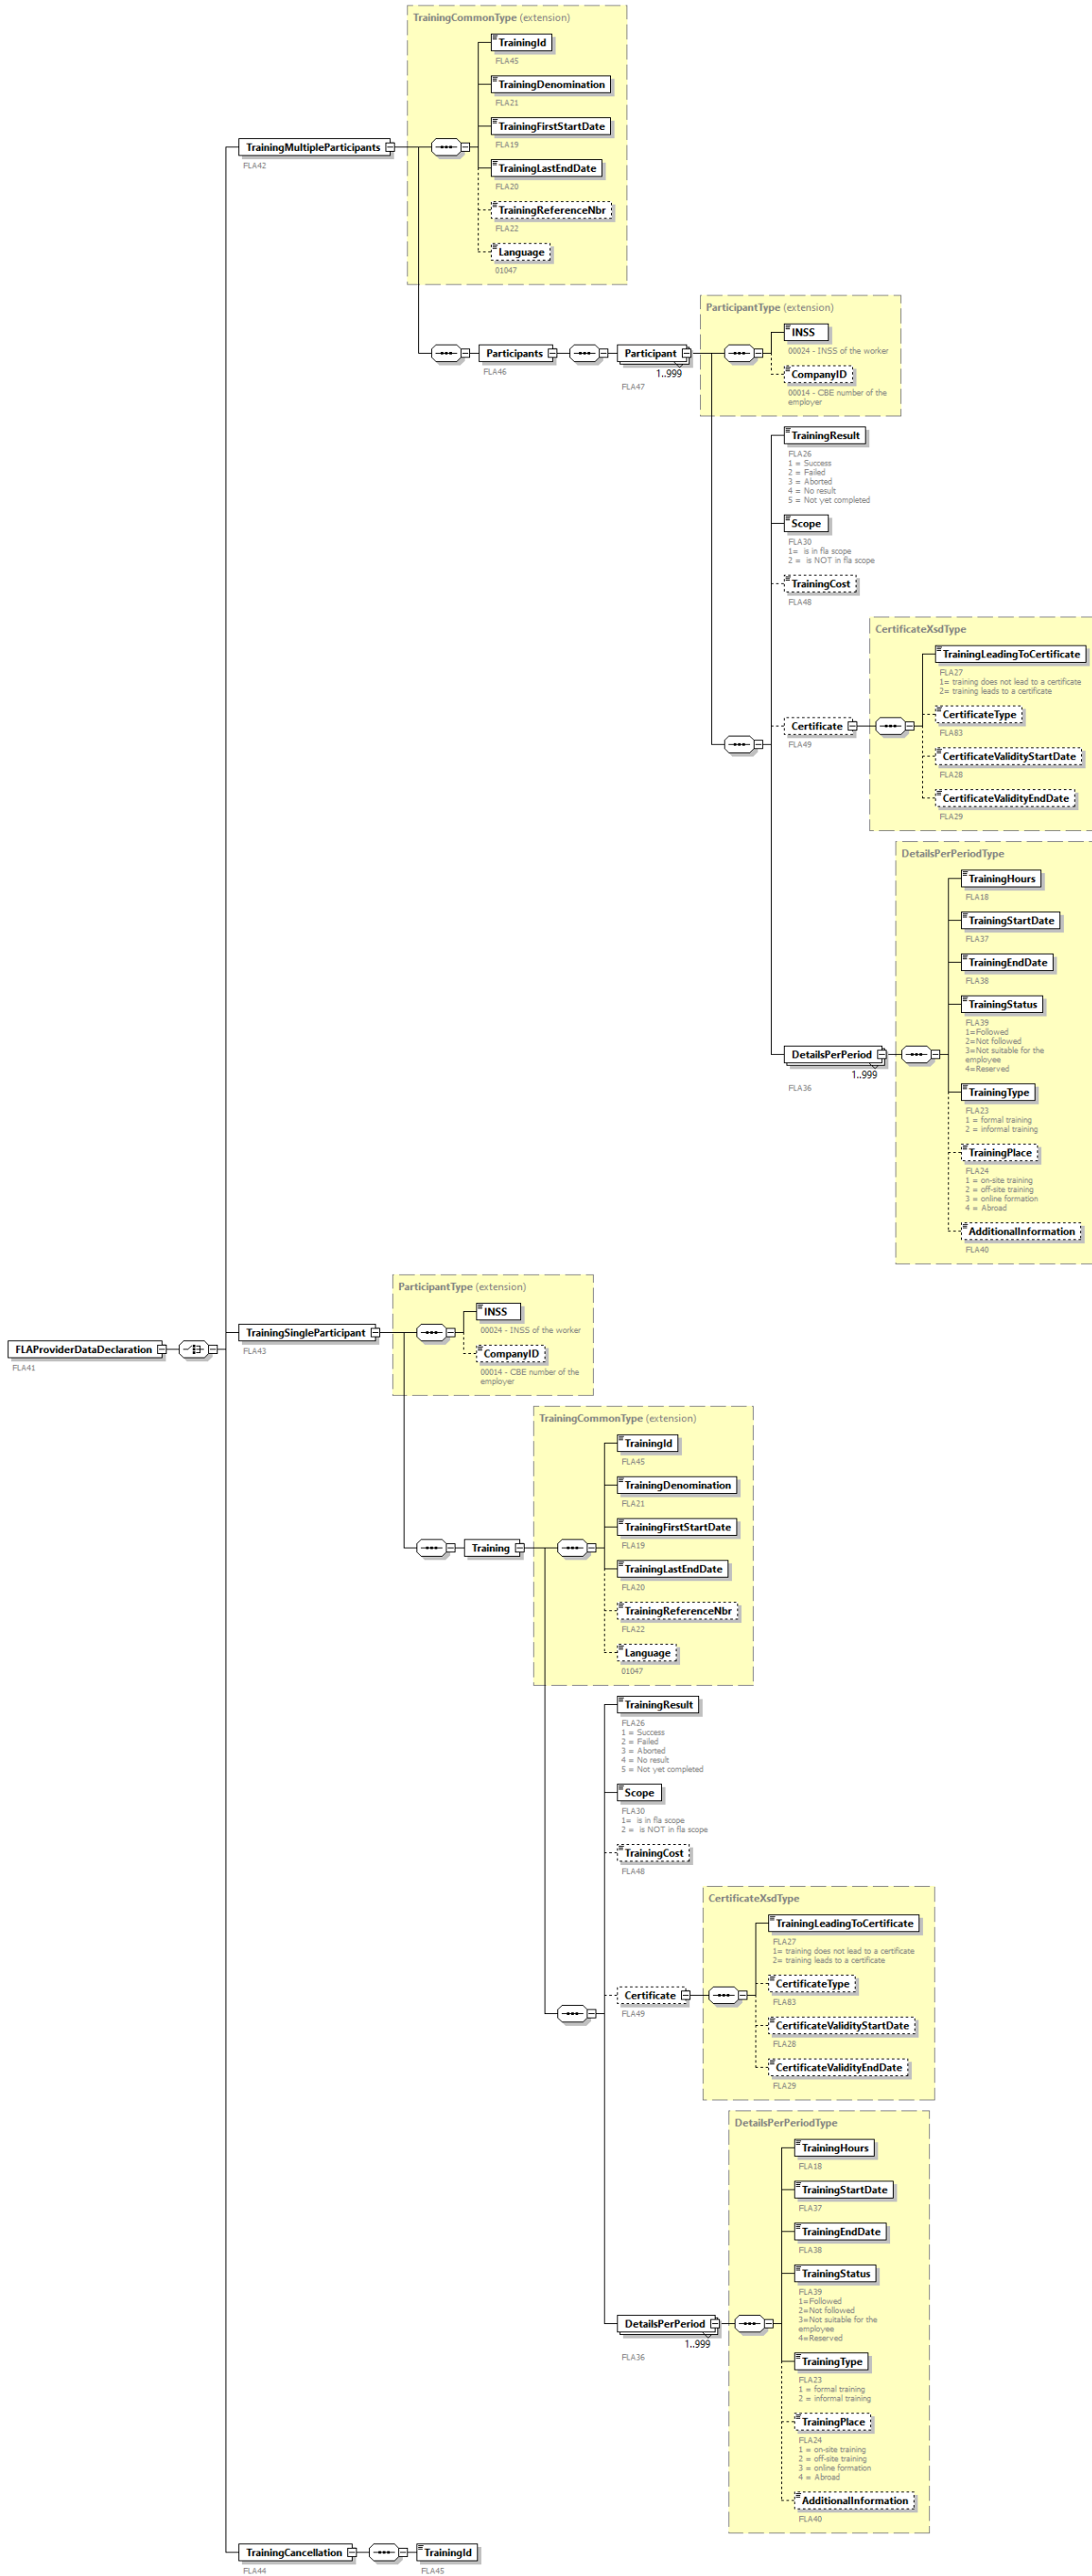 TrainingCommonType (extension)
TrainingId
FLA45
TrainingDenomination
FLA21
TrainingFirstStartDate
FLA19
TrainingMultipleParticipants
FLA42
TrainingLastEndDate
FLA20
TrainingReferenceNbr
FLA22
Language
01047
ParticipantType (extension)
INSS
00024 - INSS of the worker
Participants
FLA46
Participant
1..999
FLA47
CompanyID
00014 - CBE number of the
employer
TrainingResult
FLA26
1 = Success
2 = Failed
3 = Aborted
4 = No result
5 = Not yet completed
Scope
FLA30
1= is in fla scope
2 = is NOT in fla scope
TrainingCost
FLA48
CertificateXsdType
TrainingLeadingToCertificate
FLA27
1= training does not lead to a certificate
2= training leads to a certificate
Certificate
FLA49
CertificateType
FLA83
CertificateValidityStartDate
FLA28
CertificateValidityEndDate
FLA29
DetailsPerPeriodType
TrainingHours
FLA18
TrainingStartDate
FLA37
TrainingEndDate
FLA38
TrainingStatus
FLA39
1=Followed
2=Not followed
3=Not suitable for the
employee
4=Reserved
DetailsPerPeriod
1..999
FLA36
TrainingType
FLA23
1 = formal training
2 = informal training
TrainingPlace
FLA24
1 = on-site training
2 = off-site training
3 = online formation
4 = Abroad
AdditionalInformation
FLA40
ParticipantType (extension)
INSS
00024 - INSS of the worker
FLAProviderDataDeclaration
FLA41
TrainingSingleParticipant
FLA43
CompanyID
00014 - CBE number of the
employer
TrainingCommonType (extension)
TrainingId
FLA45
TrainingDenomination
FLA21
TrainingFirstStartDate
FLA19
Training
TrainingLastEndDate
FLA20
TrainingReferenceNbr
FLA22
Language
01047
TrainingResult
FLA26
1 = Success
2 = Failed
3 = Aborted
4 = No result
5 = Not yet completed
Scope
FLA30
1= is in fla scope
2 = is NOT in fla scope
TrainingCost
FLA48
CertificateXsdType
TrainingLeadingToCertificate
FLA27
1= training does not lead to a certificate
2= training leads to a certificate
Certificate
FLA49
CertificateType
FLA83
CertificateValidityStartDate
FLA28
CertificateValidityEndDate
FLA29
DetailsPerPeriodType
TrainingHours
FLA18
TrainingStartDate
FLA37
TrainingEndDate
FLA38
TrainingStatus
FLA39
1=Followed
2=Not followed
3=Not suitable for the
employee
4=Reserved
DetailsPerPeriod
1..999
FLA36
TrainingType
FLA23
1 = formal training
2 = informal training
TrainingPlace
FLA24
1 = on-site training
2 = off-site training
3 = online formation
4 = Abroad
AdditionalInformation
FLA40
TrainingCancellation
FLA44
TrainingId
FLA45